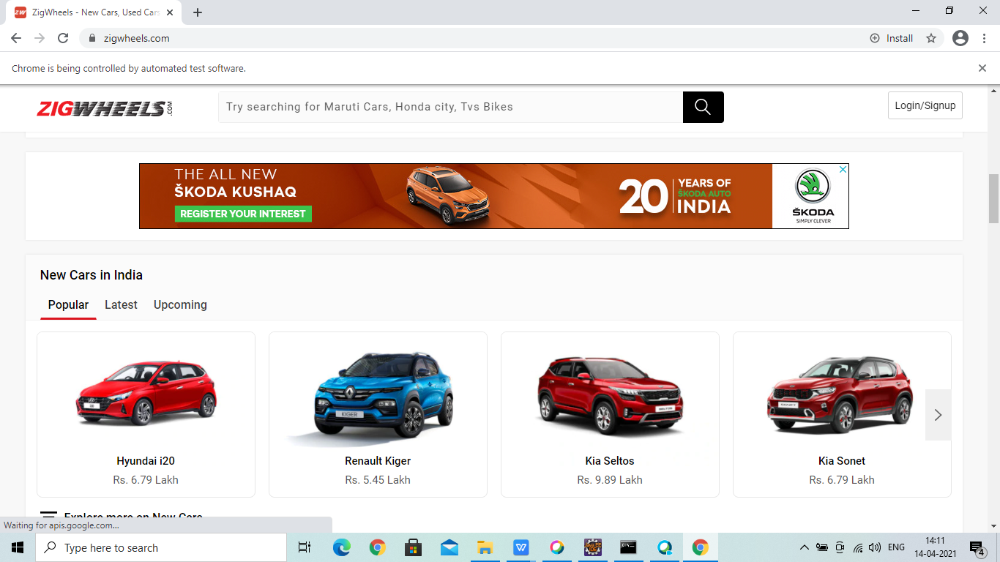 ZW ZigWheels - New Cars, Used Cars
zigwheels.com
Install
Chrome is being controlled by automated test software.
ZIGWHEELS.COM
Try searching for Maruti Cars, Honda city, Tvs Bikes
Login/Signup
THE ALL NEW
ŠKODA KUSHAQ
REGISTER YOUR INTEREST
20 YEARS OF
ŠKODA AUTO
INDIA
ŠKODA
SIMPLY CLEVER
New Cars in India
Popular Latest Upcoming
KIGER
SONET
Hyundai i20
Rs. 6.79 Lakh
Renault Kiger
Rs. 5.45 Lakh
Kia Seltos
Rs. 9.89 Lakh
Kia Sonet
Rs. 6.79 Lakh
Explore more on New Cars
Waiting for apis.google.com...
Type here to search
ENG
14:11
14-04-2021
4